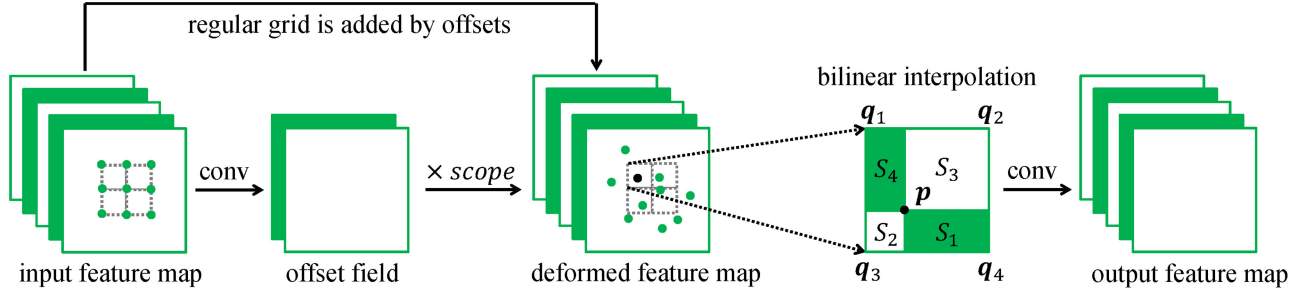 regular grid is added by offsets
bilinear interpolation
q1 q2
S4 S3
conv × scope conv
p
S2 S1
q3 q4
input feature map offset field deformed feature map output feature map